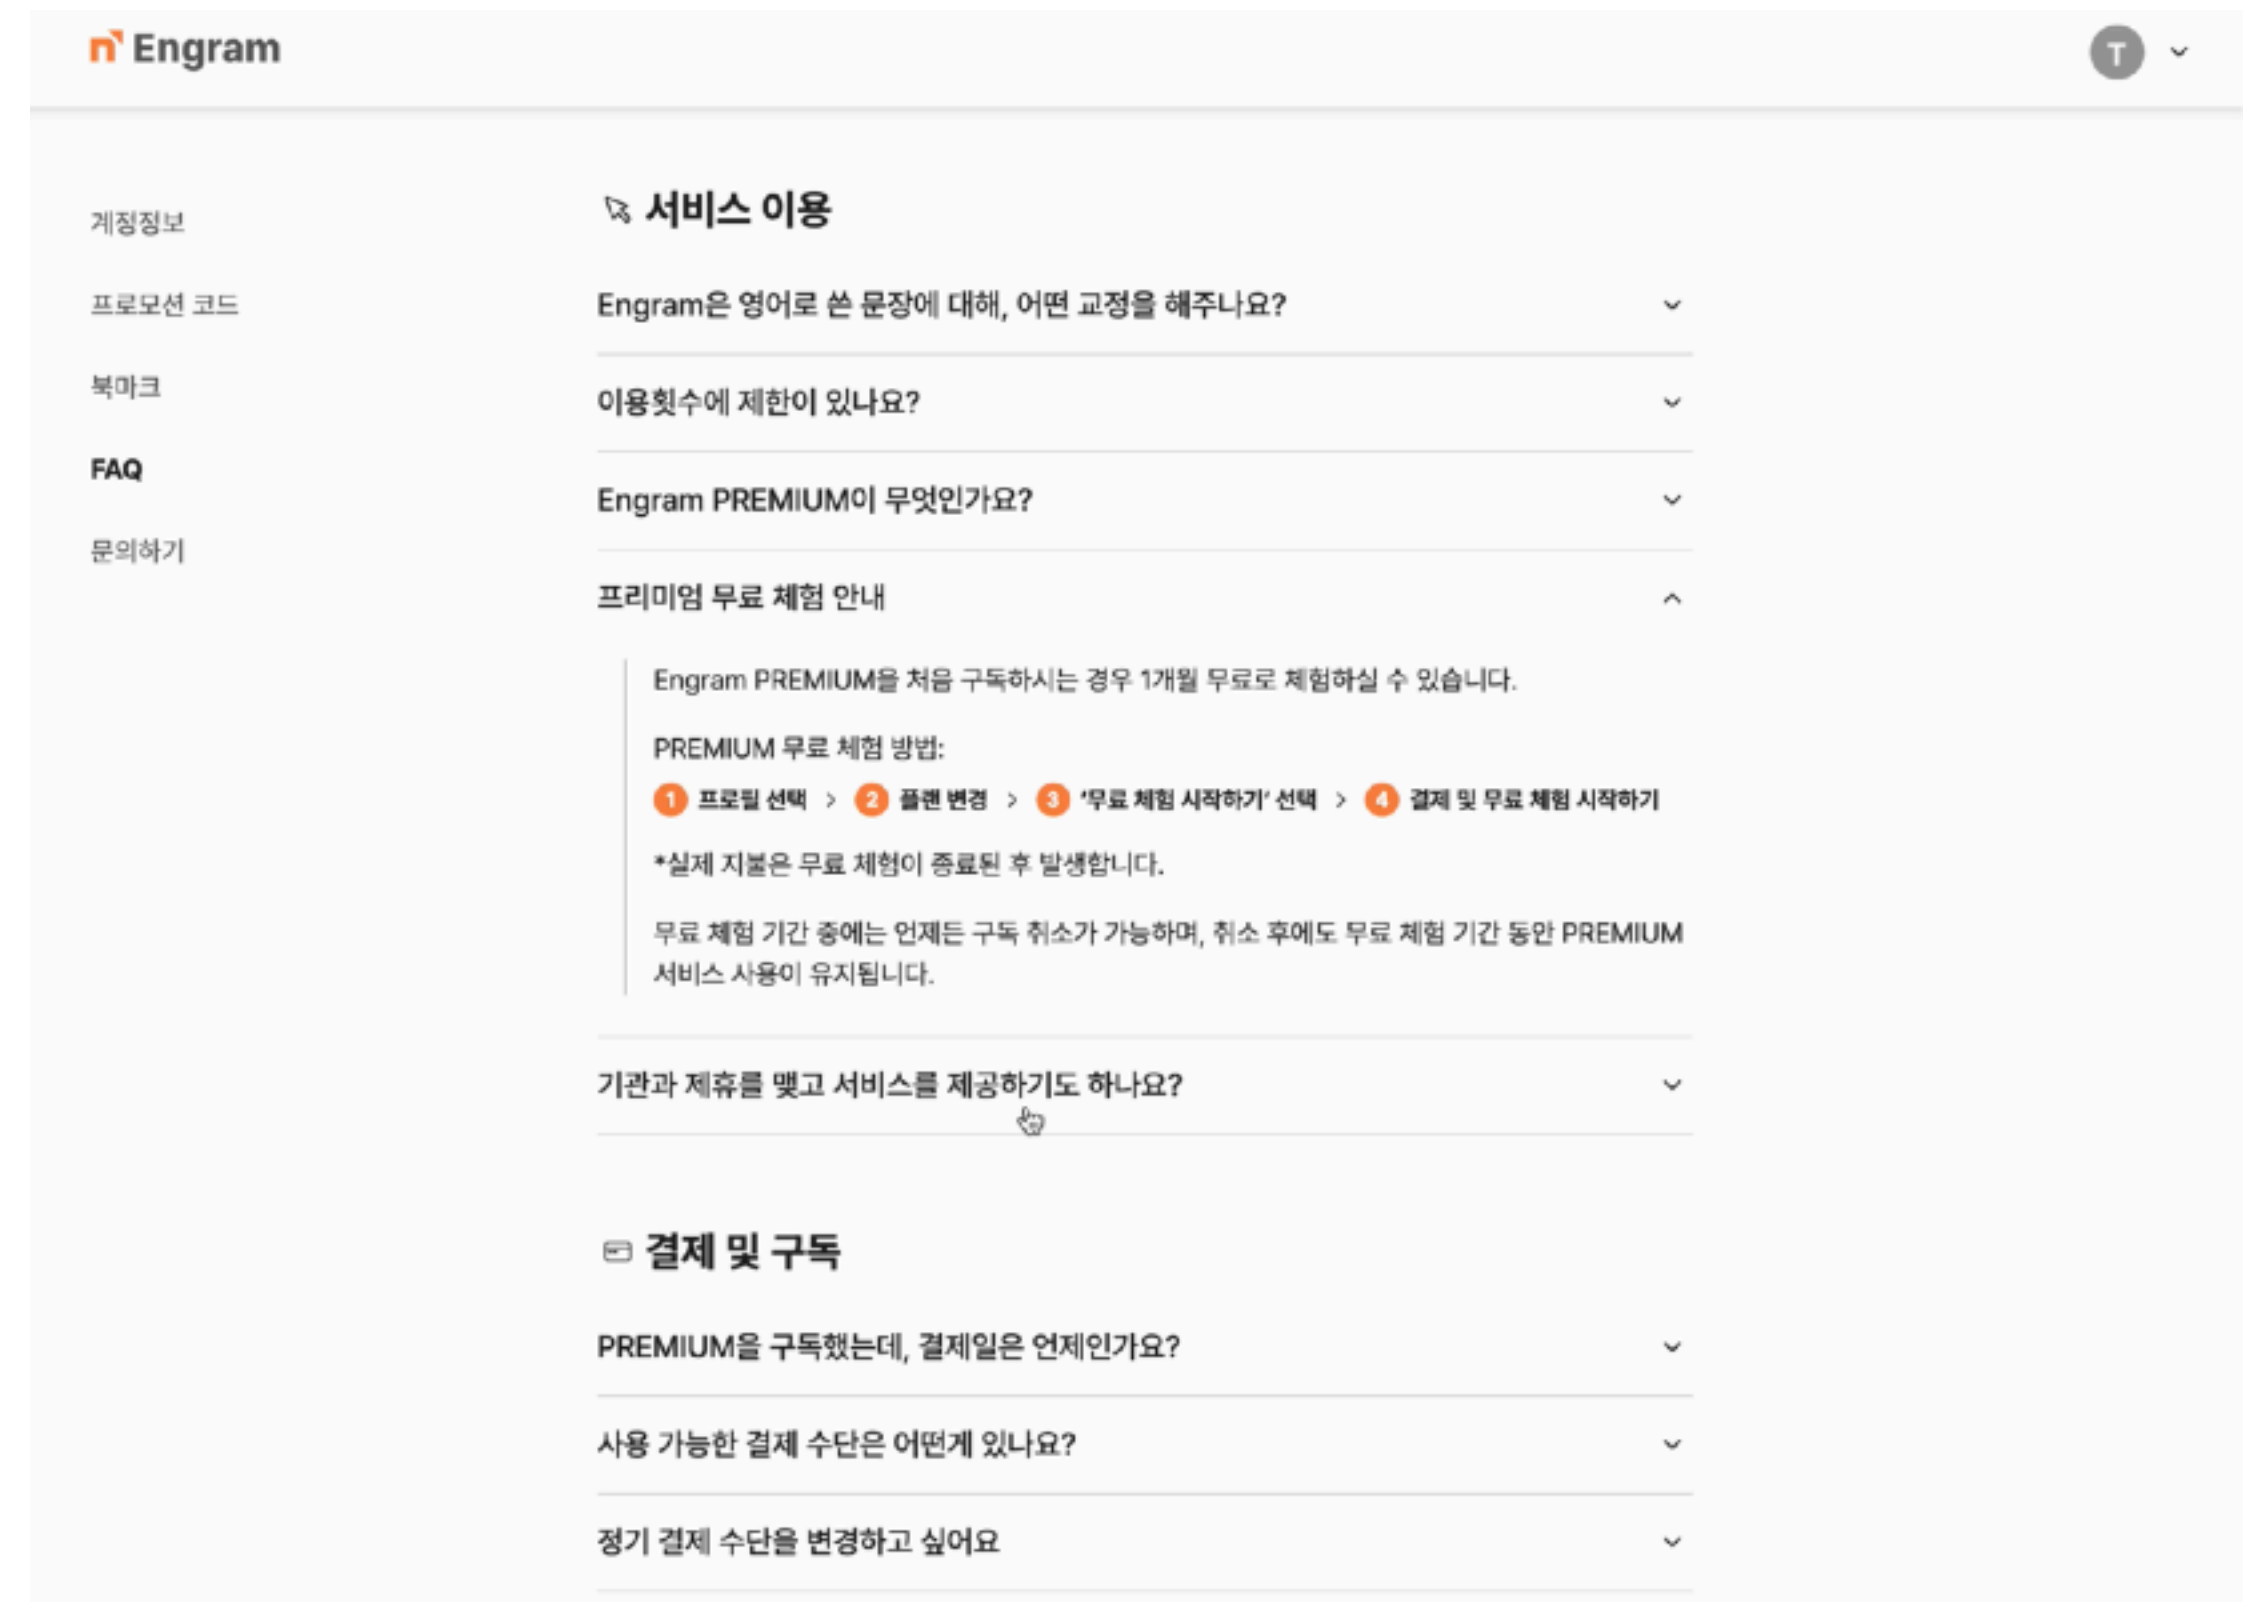 Engram
T
계정정보
프로모션 코드
북마크
FAQ
문의하기
서비스 이용
Engram은 영어로 쓴 문장에 대해, 어떤 교정을 해주나요?
이용횟수에 제한이 있나요?
Engram PREMIUM이 무엇인가요?
프리미엄 무료 체험 안내
Engram PREMIUM을 처음 구독하시는 경우 1개월 무료로 체험하실 수 있습니다.
PREMIUM 무료 체험 방법:
1 프로필 선택 > 2 플랜 변경 > 3 '무료 체험 시작하기' 선택 > 4 결제 및 무료 체험 시작하기
*실제 지불은 무료 체험이 종료된 후 발생합니다.
무료 체험 기간 중에는 언제든 구독 취소가 가능하며, 취소 후에도 무료 체험 기간 동안 PREMIUM
서비스 사용이 유지됩니다.
기관과 제휴를 맺고 서비스를 제공하기도 하나요?
결제 및 구독
PREMIUM을 구독했는데, 결제일은 언제인가요?
사용 가능한 결제 수단은 어떤게 있나요?
정기 결제 수단을 변경하고 싶어요